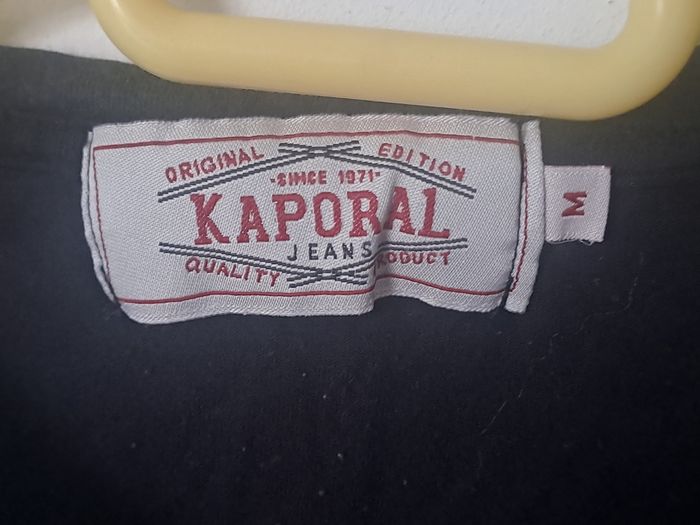 ORIGINAL EDITION
-SINCE 1971-
KAPORAL
JEANS
QUALITY PRODUCT
M